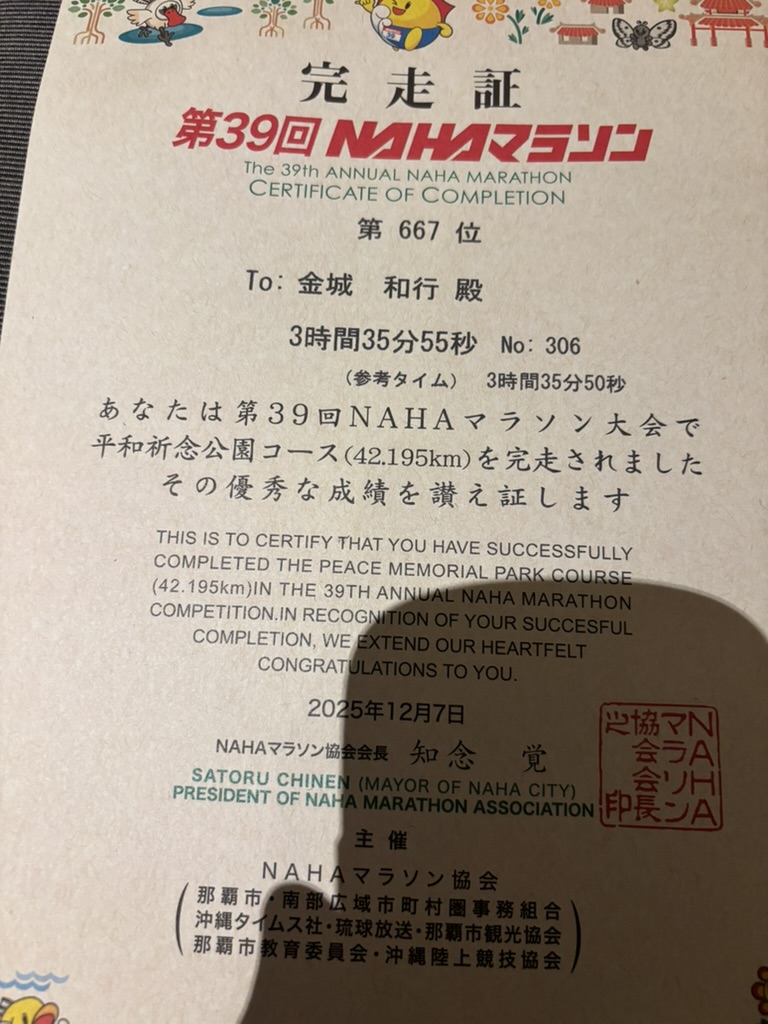 完走証
第39回 NAHAマラソン
The 39th ANNUAL NAHA MARATHON
CERTIFICATE OF COMPLETION
第 667 位
To: 金城 和行 殿
3時間35分55秒 No: 306
（参考タイム） 3時間35分50秒
あなたは第39回NAHAマラソン大会で
平和祈念公園コース(42.195km)を完走されました
その優秀な成績を讃え証します
THIS IS TO CERTIFY THAT YOU HAVE SUCCESSFULLY
COMPLETED THE PEACE MEMORIAL PARK COURSE
(42.195km)IN THE 39TH ANNUAL NAHA MARATHON
COMPETITION.IN RECOGNITION OF YOUR SUCCESFUL
COMPLETION, WE EXTEND OUR HEARTFELT
CONGRATULATIONS TO YOU.
2025年12月7日
NAHAマラソン協会会長 知念 覚
SATORU CHINEN (MAYOR OF NAHA CITY)
PRESIDENT OF NAHA MARATHON ASSOCIATION
NAHA
マラソン
協会会長
之印
主催
NAHAマラソン協会
(那覇市・南部広域市町村圏事務組合
沖縄タイムス社・琉球放送・那覇市観光協会
那覇市教育委員会・沖縄陸上競技協会)